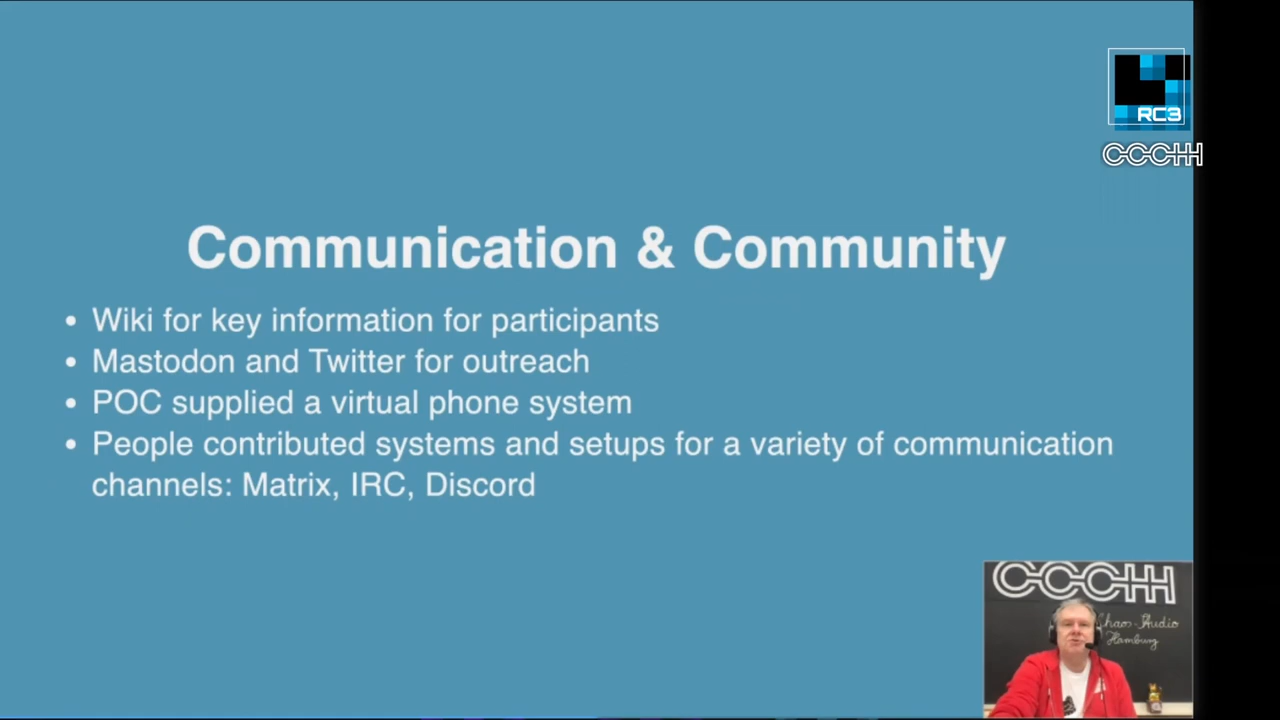 RC3
CCCHH
Communication & Community
• Wiki for key information for participants
• Mastodon and Twitter for outreach
• POC supplied a virtual phone system
• People contributed systems and setups for a variety of communication
channels: Matrix, IRC, Discord
CCCHH
Chaos-Audio
Hamburg